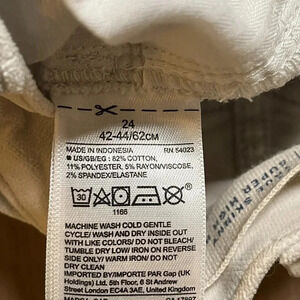 24
42-44/62CM
MADE IN INDONESIA RN 54023
■ US/GB/EG : 82% COTTON,
11% POLYESTER, 5% RAYON/VISCOSE,
2% SPANDEX/ELASTANE
30
1166
MACHINE WASH COLD GENTLE
CYCLE/ WASH AND DRY INSIDE OUT
WITH LIKE COLORS/ DO NOT BLEACH/
TUMBLE DRY LOW/ IRON ON REVERSE
SIDE ONLY/ WARM IRON/ DO NOT
DRY CLEAN
IMPORTED BY/IMPORTE PAR Gap (UK
Holdings) Ltd. 5th Floor, 6 St Andrew
Street London EC4A 3AE, United Kingdom